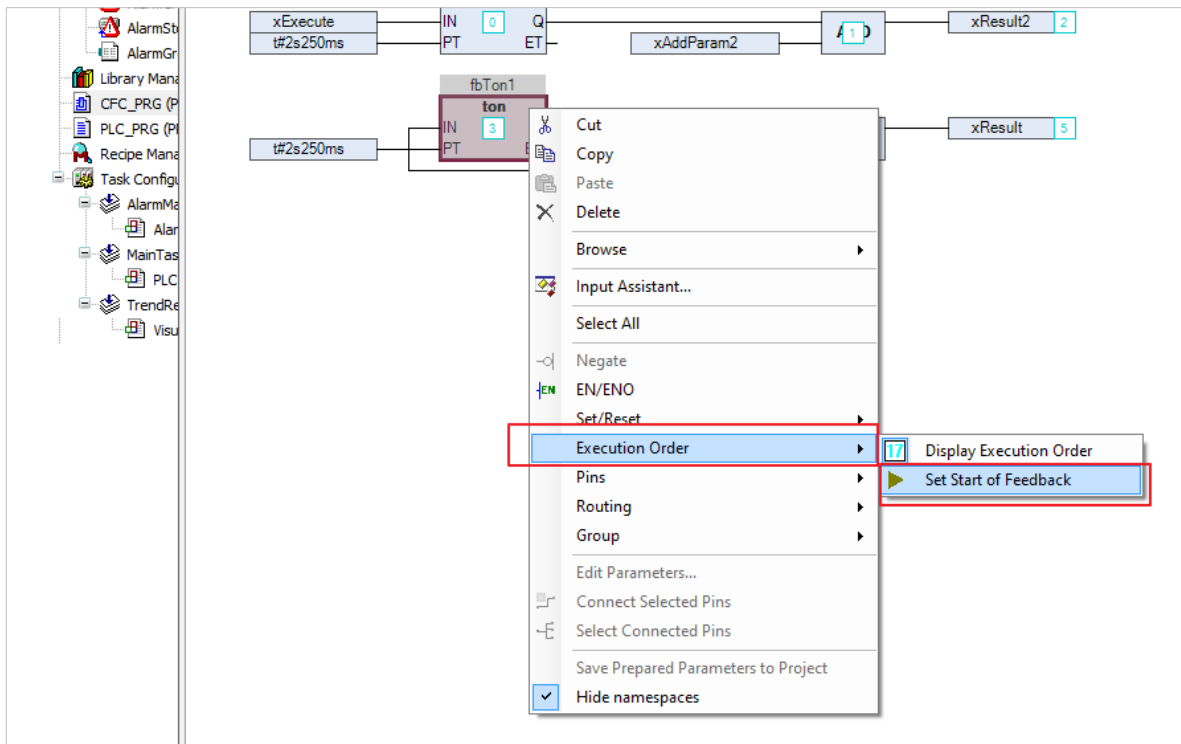 AlarmSt
AlarmGr
Library Mana
CFC_PRG (P
PLC_PRG (P
Recipe Mana
Task Configu
AlarmMa
Alar
MainTas
PLC
TrendRe
Visu
xExecute
t#2s250ms
IN 0 Q
PT ET
xAddParam2
1
xResult2 2
fbTon1
ton
IN 3
PT E
t#2s250ms
xResult 5
Cut
Copy
Paste
Delete
Browse
Input Assistant...
Select All
Negate
EN EN/ENO
Set/Reset
Execution Order
Pins
Routing
Group
Edit Parameters...
Connect Selected Pins
Select Connected Pins
Save Prepared Parameters to Project
Hide namespaces
17 Display Execution Order
Set Start of Feedback